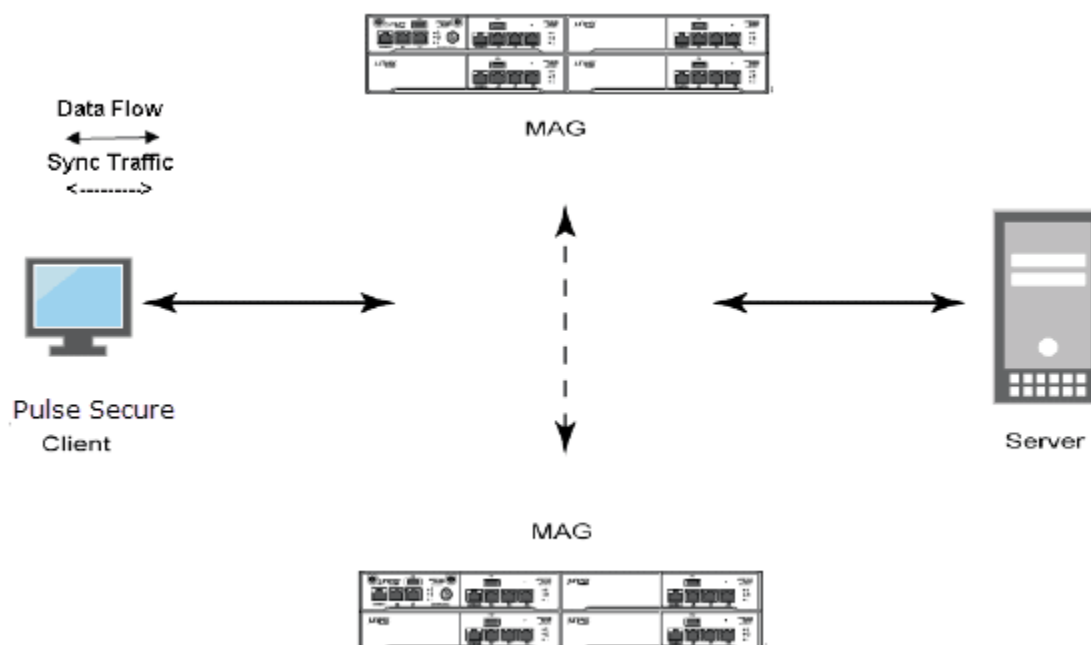 MAG
Data Flow
Sync Traffic
Pulse Secure
Client
Server
MAG